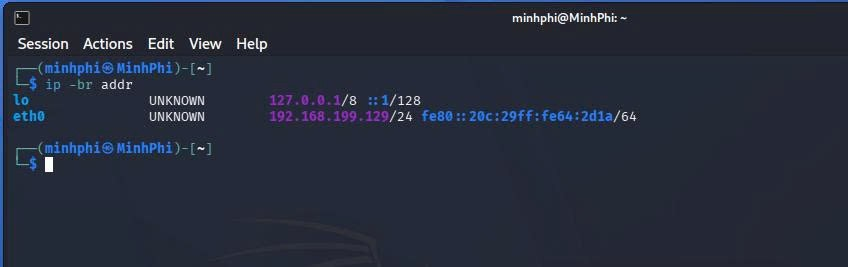 minhphi@MinhPhi: ~
Session Actions Edit View Help
┌──(minhphi㉿MinhPhi)-[~]
└─$ ip -br addr
lo UNKNOWN 127.0.0.1/8 ::1/128
eth0 UNKNOWN 192.168.199.129/24 fe80::20c:29ff:fe64:2d1a/64
┌──(minhphi㉿MinhPhi)-[~]
└─$